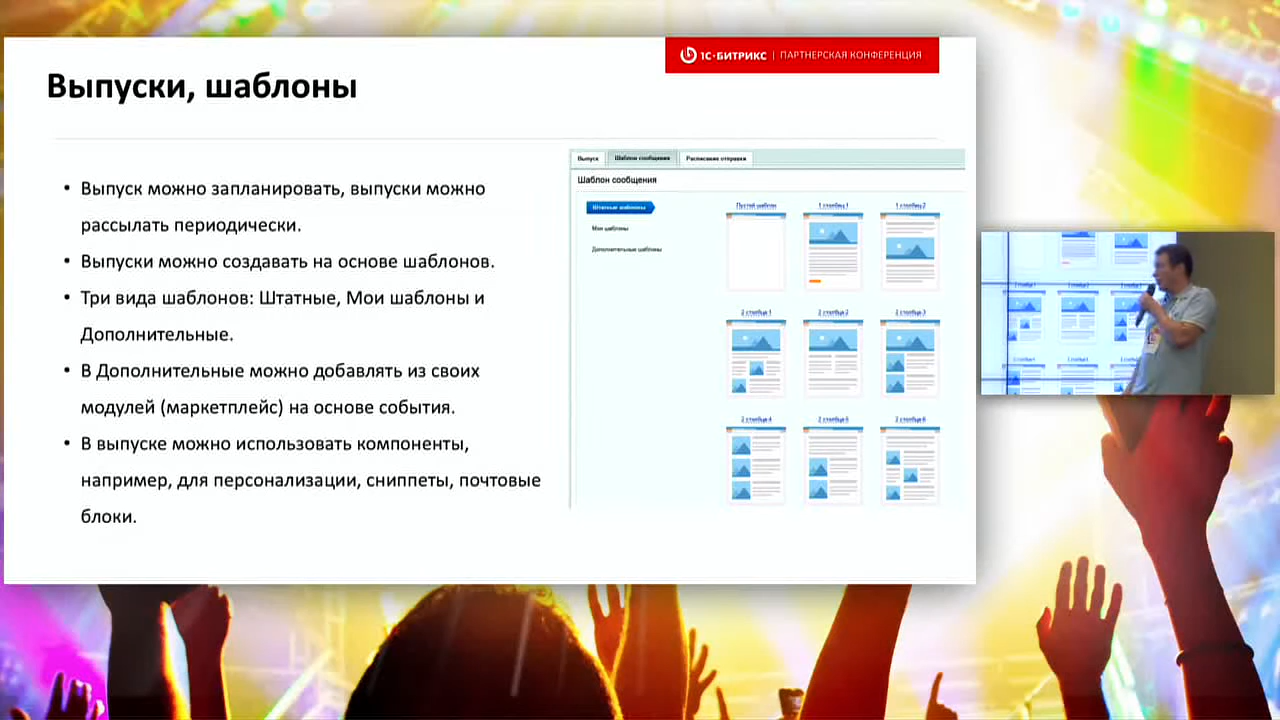 1С-БИТРИКС | ПАРТНЕРСКАЯ КОНФЕРЕНЦИЯ
Выпуски, шаблоны
• Выпуск можно запланировать, выпуски можно
рассылать периодически.
• Выпуски можно создавать на основе шаблонов.
• Три вида шаблонов: Штатные, Мои шаблоны и
Дополнительные.
• В Дополнительные можно добавлять из своих
модулей (маркетплейс) на основе события.
• В выпуске можно использовать компоненты,
например, для персонализации, сниппеты, почтовые
блоки.
Выпуск Шаблон сообщения Расписание отправки
Шаблон сообщения
Штатные шаблоны
Мои шаблоны
Дополнительные шаблоны
Пустой шаблон 1 столбец 1 1 столбец 2
2 столбца 1 2 столбца 2 2 столбца 3
2 столбца 4 2 столбца 5 2 столбца 6